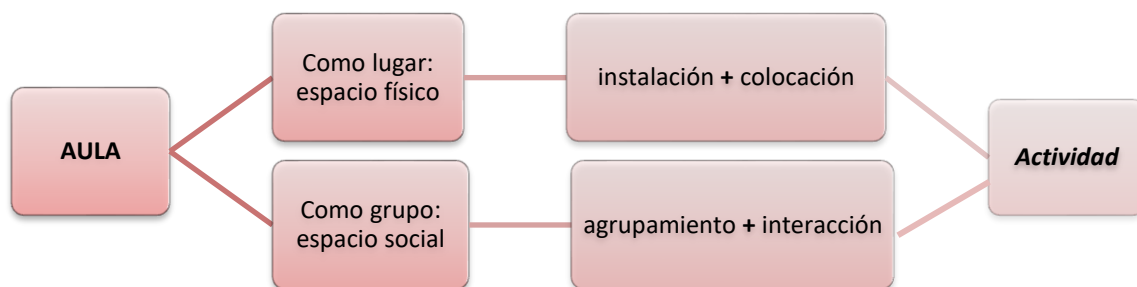 AULA
Como lugar:
espacio físico
instalación + colocación
Como grupo:
espacio social
agrupamiento + interacción
Actividad